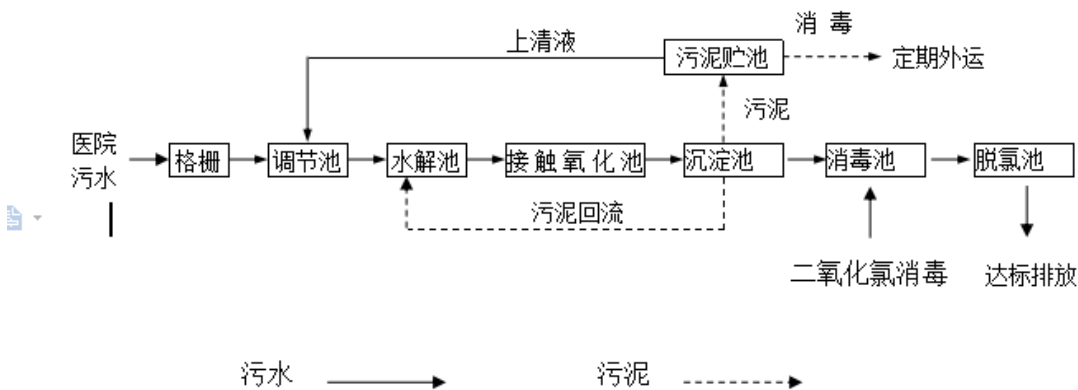 消 毒
上清液
污泥贮池
定期外运
污泥
医院
污水
格栅
调节池
水解池
接触氧化池
沉淀池
消毒池
脱氯池
污泥回流
二氧化氯消毒
达标排放
污水
污泥